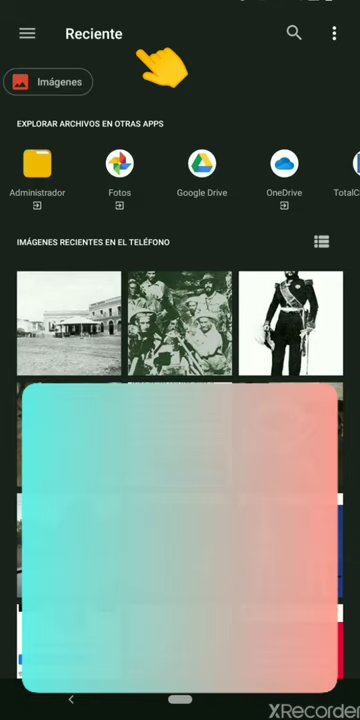 Reciente
Imágenes
EXPLORAR ARCHIVOS EN OTRAS APPS
Administrador
Fotos
Google Drive
OneDrive
TotalC
IMÁGENES RECIENTES EN EL TELÉFONO
XRecorder